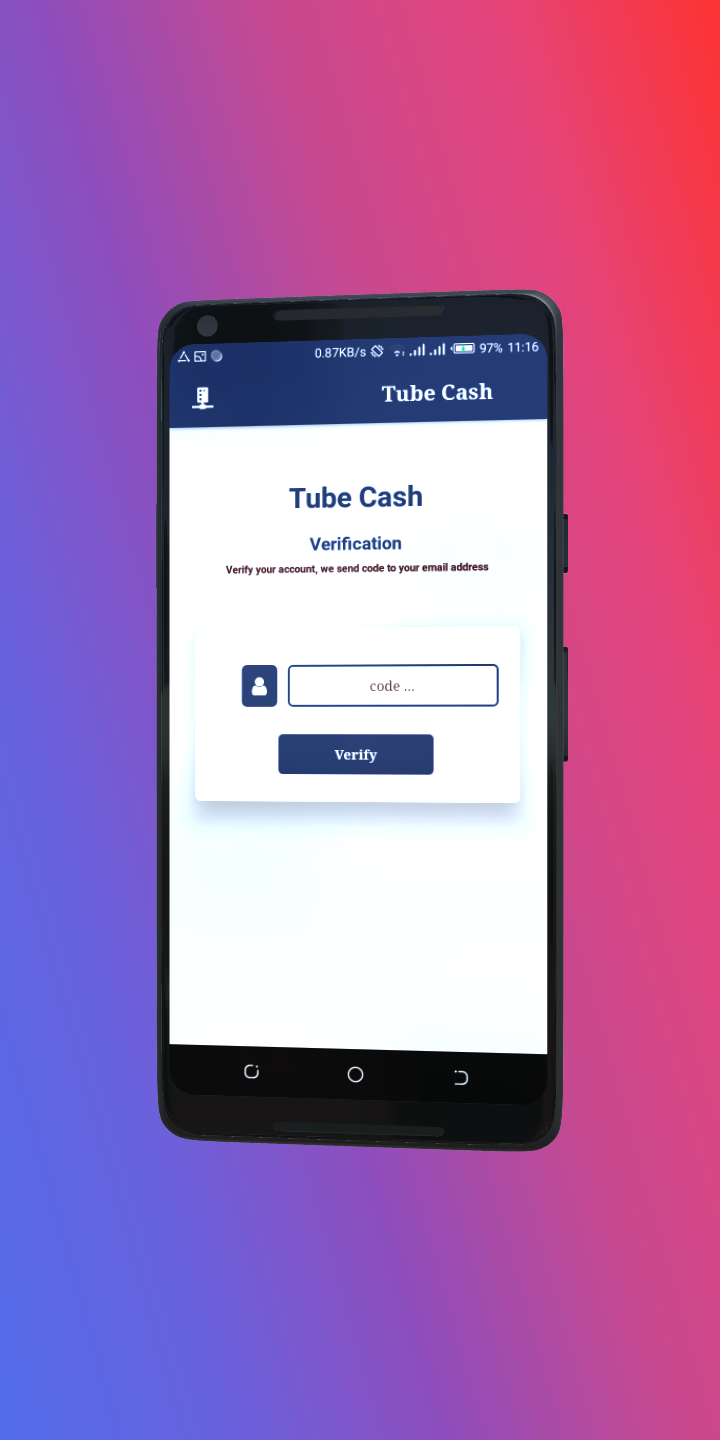 0.87KB/s 97% 11:16
Tube Cash
Tube Cash
Verification
Verify your account, we send code to your email address
code ...
Verify